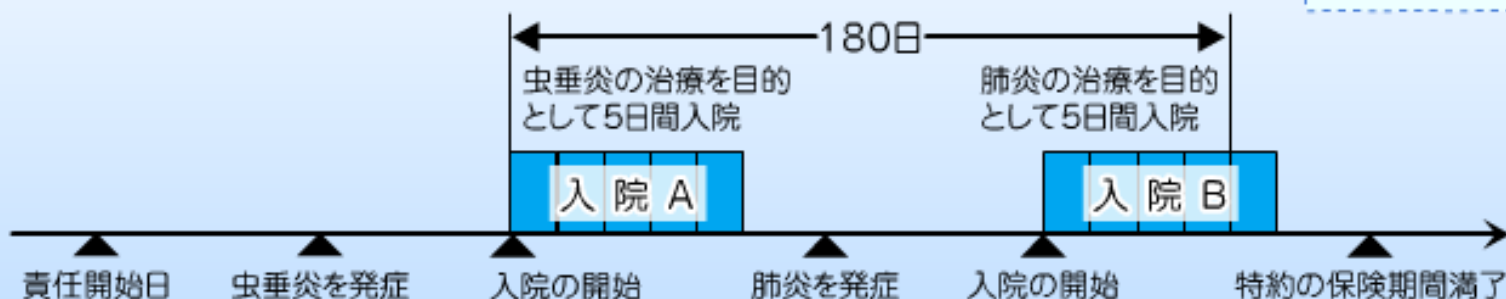 180日
虫垂炎の治療を目的
として5日間入院
肺炎の治療を目的
として5日間入院
入院A
入院B
責任開始日
虫垂炎を発症
入院の開始
肺炎を発症
入院の開始
特約の保険期間満了